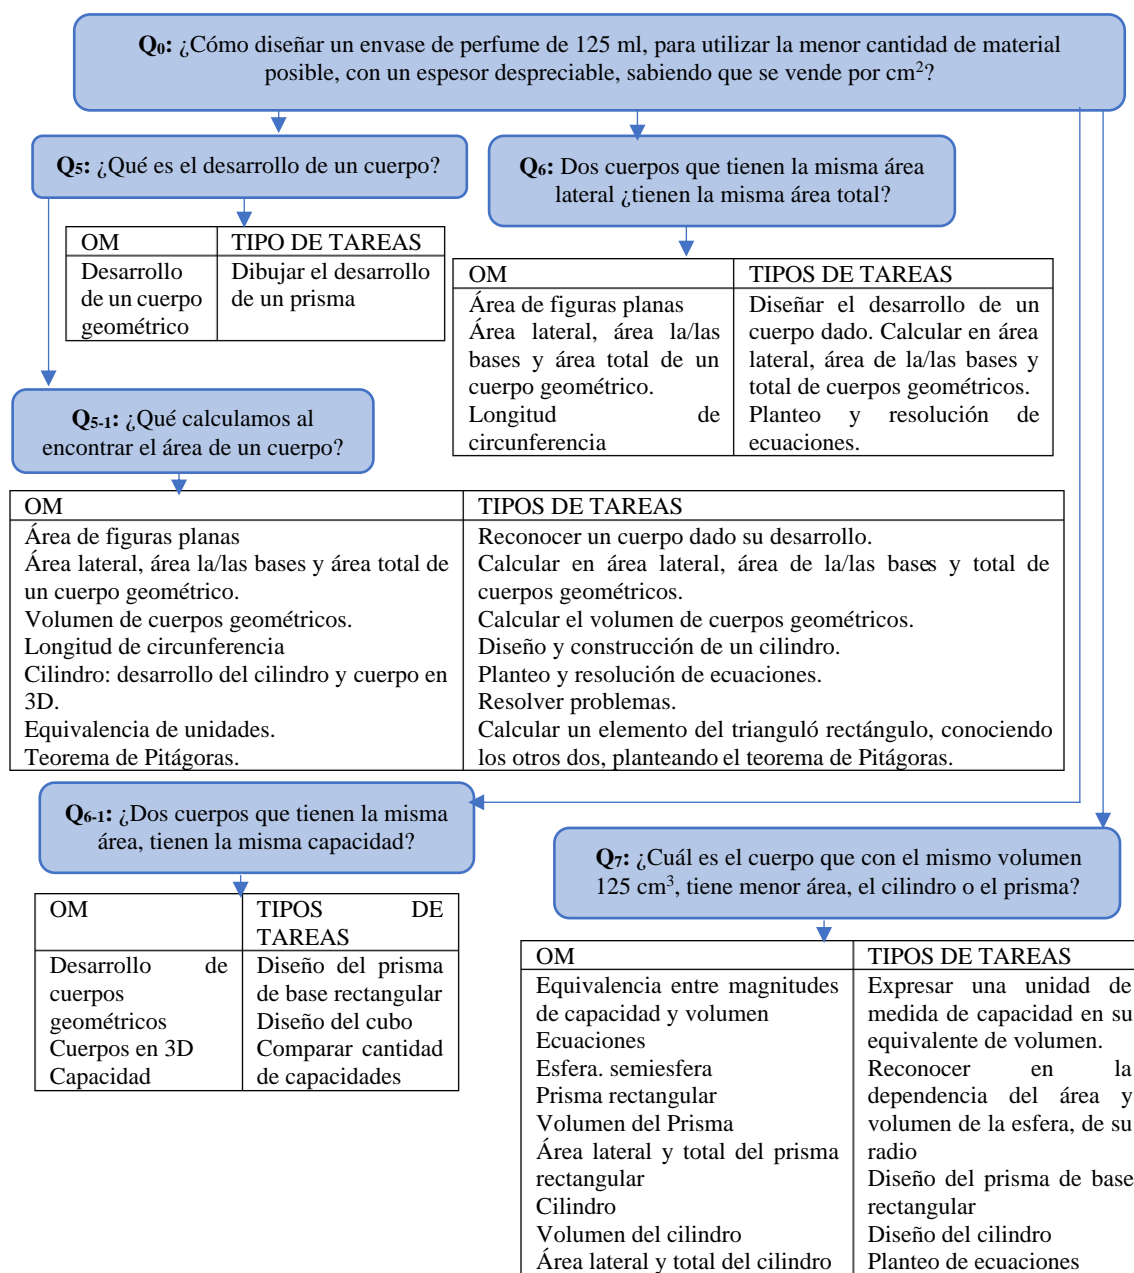 Q0: ¿Cómo diseñar un envase de perfume de 125 ml, para utilizar la menor cantidad de material
posible, con un espesor despreciable, sabiendo que se vende por cm2?
Q5: ¿Qué es el desarrollo de un cuerpo?
Q6: Dos cuerpos que tienen la misma área
lateral ¿tienen la misma área total?
OM
TIPO DE TAREAS
Desarrollo
de un cuerpo
geométrico
Dibujar el desarrollo
de un prisma
OM
TIPOS DE TAREAS
Área de figuras planas
Área lateral, área la/las
bases y área total de un
cuerpo geométrico.
Longitud de
circunferencia
Diseñar el desarrollo de un
cuerpo dado. Calcular en área
lateral, área de la/las bases y
total de cuerpos geométricos.
Planteo y resolución de
ecuaciones.
Q5-1: ¿Qué calculamos al
encontrar el área de un cuerpo?
OM
TIPOS DE TAREAS
Área de figuras planas
Área lateral, área la/las bases y área total de
un cuerpo geométrico.
Volumen de cuerpos geométricos.
Longitud de circunferencia
Cilindro: desarrollo del cilindro y cuerpo en
3D.
Equivalencia de unidades.
Teorema de Pitágoras.
Reconocer un cuerpo dado su desarrollo.
Calcular en área lateral, área de la/las bases y total de
cuerpos geométricos.
Calcular el volumen de cuerpos geométricos.
Diseño y construcción de un cilindro.
Planteo y resolución de ecuaciones.
Resolver problemas.
Calcular un elemento del trianguló rectángulo, conociendo
los otros dos, planteando el teorema de Pitágoras.
Q6-1: ¿Dos cuerpos que tienen la misma
área, tienen la misma capacidad?
OM
TIPOS DE
TAREAS
Desarrollo de
cuerpos
geométricos
Cuerpos en 3D
Capacidad
Diseño del prisma
de base rectangular
Diseño del cubo
Comparar cantidad
de capacidades
Q7: ¿Cuál es el cuerpo que con el mismo volumen
125 cm3, tiene menor área, el cilindro o el prisma?
OM
TIPOS DE TAREAS
Equivalencia entre magnitudes
de capacidad y volumen
Ecuaciones
Esfera. semiesfera
Prisma rectangular
Volumen del Prisma
Área lateral y total del prisma
rectangular
Cilindro
Volumen del cilindro
Área lateral y total del cilindro
Expresar una unidad de
medida de capacidad en su
equivalente de volumen.
Reconocer en la
dependencia del área y
volumen de la esfera, de su
radio
Diseño del prisma de base
rectangular
Diseño del cilindro
Planteo de ecuaciones